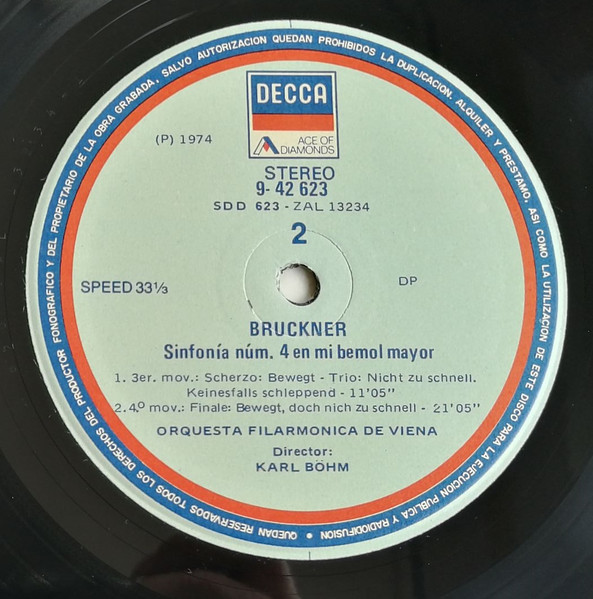 QUEDAN RESERVADOS TODOS LOS DERECHOS DEL PRODUCTOR FONOGRAFICO Y DEL PROPIETARIO DE LA OBRA GRABADA, SALVO AUTORIZACION QUEDAN PROHIBIDOS LA DUPLICACION, ALQUILER Y PRESTAMO, ASI COMO LA UTILIZACION DE ESTE DISCO PARA LA EJECUCION PUBLICA Y RADIODIFUSION •
DECCA
ACE OF
DIAMONDS
(P) 1974
STEREO
9-42 623
SDD 623 - ZAL 13234
2
SPEED 33⅓
DP
BRUCKNER
Sinfonía núm. 4 en mi bemol mayor
1. 3er. mov.: Scherzo: Bewegt - Trio: Nicht zu schnell.
Keinesfalls schleppend - 11'05"
2. 4.º mov.: Finale: Bewegt, doch nich zu schnell - 21'05"
ORQUESTA FILARMONICA DE VIENA
Director:
KARL BÖHM